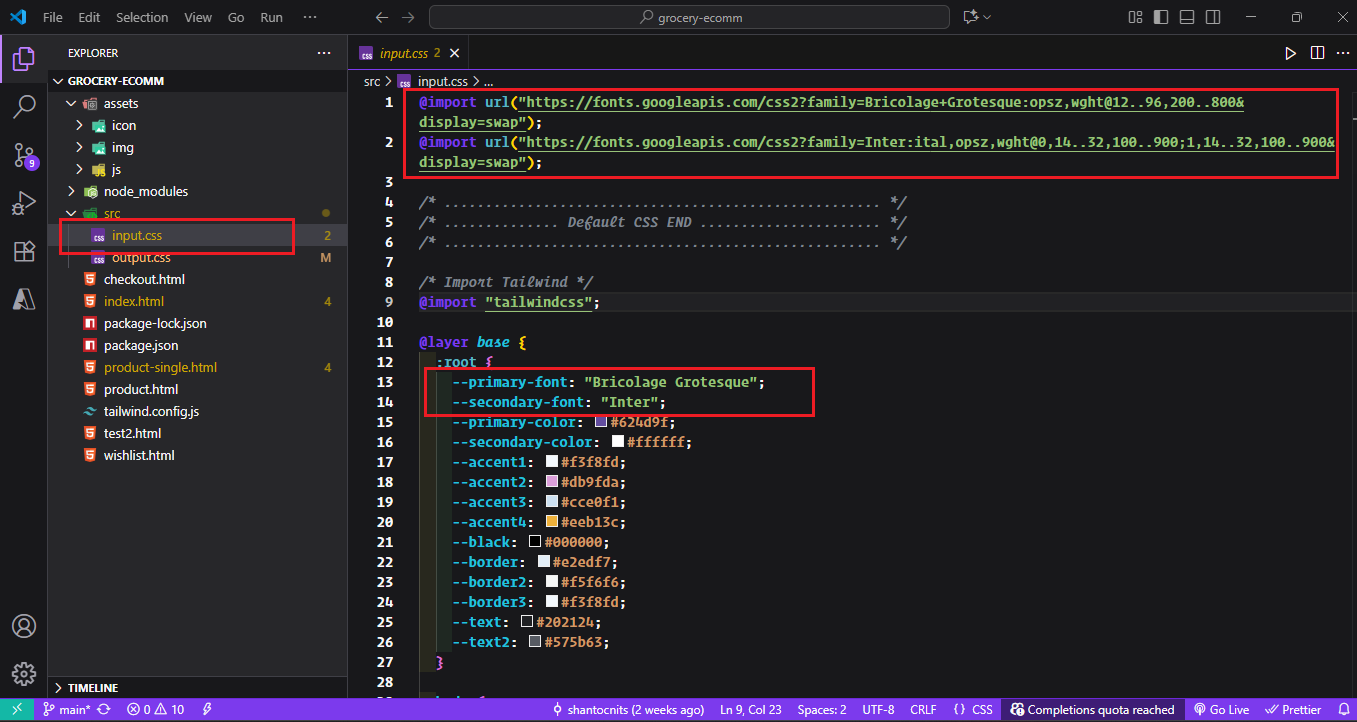 File Edit Selection View Go Run ...
grocery-ecomm
EXPLORER ...
GROCERY-ECOMM
assets
icon
img
js
node_modules
src
input.css 2
output.css M
checkout.html
index.html 4
package-lock.json
package.json
product-single.html 4
product.html
tailwind.config.js
test2.html
wishlist.html
TIMELINE
9
input.css 2
src > input.css > ...
1 @import url("https://fonts.googleapis.com/css2?family=Bricolage+Grotesque:opsz,wght@12..96,200..800&
display=swap");
2 @import url("https://fonts.googleapis.com/css2?family=Inter:ital,opsz,wght@0,14..32,100..900;1,14..32,100..900&
display=swap");
3
4 /* .................................................... */
5 /* .............. Default CSS END ...................... */
6 /* .................................................... */
7
8 /* Import Tailwind */
9 @import "tailwindcss";
10
11 @layer base {
12 :root {
13 --primary-font: "Bricolage Grotesque";
14 --secondary-font: "Inter";
15 --primary-color: #624d9f;
16 --secondary-color: #ffffff;
17 --accent1: #f3f8fd;
18 --accent2: #db9fda;
19 --accent3: #cce0f1;
20 --accent4: #eeb13c;
21 --black: #000000;
22 --border: #e2edf7;
23 --border2: #f5f6f6;
24 --border3: #f3f8fd;
25 --text: #202124;
26 --text2: #575b63;
27 }
28
main* 0 10 shantocnits (2 weeks ago) Ln 9, Col 23 Spaces: 2 UTF-8 CRLF {} CSS Completions quota reached Go Live Prettier